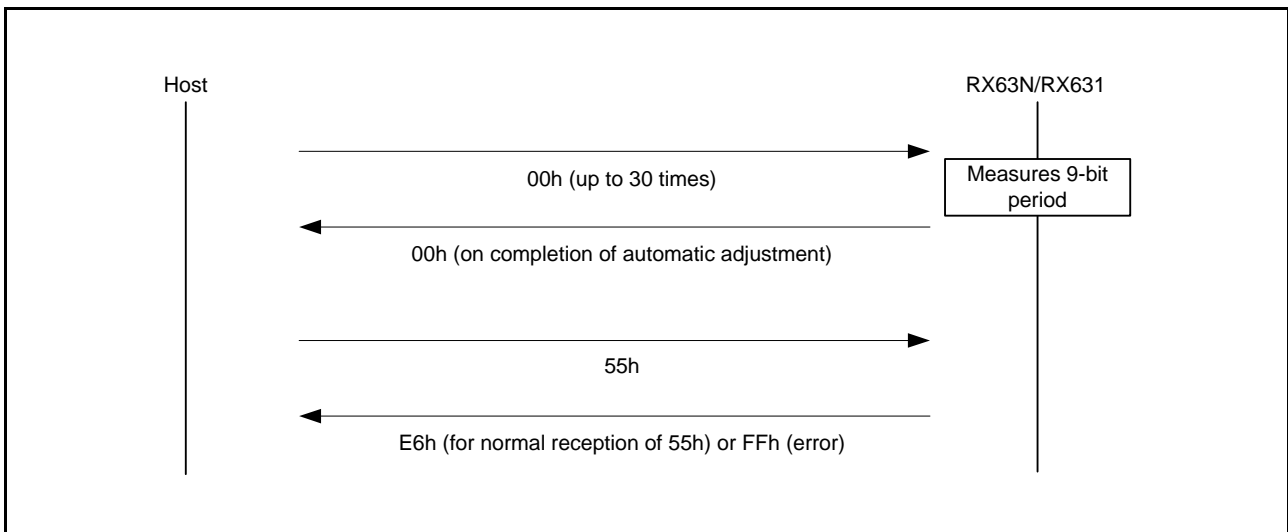 Host
RX63N/RX631
00h (up to 30 times)
Measures 9-bit
period
00h (on completion of automatic adjustment)
55h
E6h (for normal reception of 55h) or FFh (error)